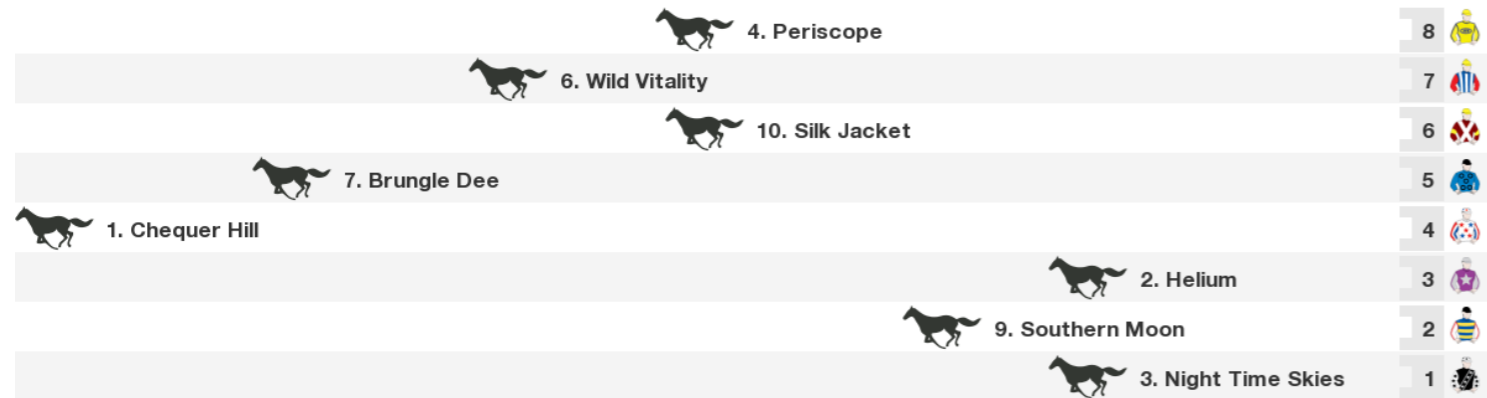 4. Periscope 8
6. Wild Vitality 7
10. Silk Jacket 6
7. Brungle Dee 5
1. Chequer Hill 4
2. Helium 3
9. Southern Moon 2
3. Night Time Skies 1